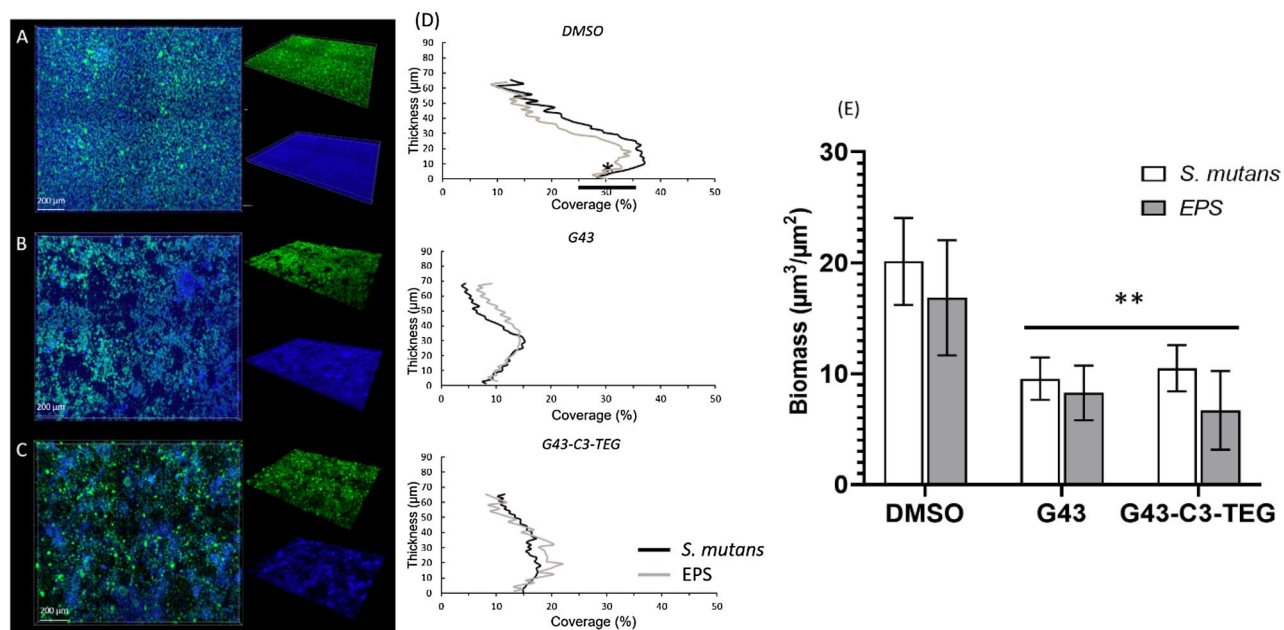 A
200 µm
B
200 µm
C
200 µm
(D)
DMSO
Thickness (µm)
90
80
70
60
50
40
30
20
10
0
*
0 10 20 30 40 50
Coverage (%)
G43
Thickness (µm)
90
80
70
60
50
40
30
20
10
0
0 10 20 30 40 50
Coverage (%)
G43-C3-TEG
Thickness (µm)
90
80
70
60
50
40
30
20
10
0
S. mutans
EPS
0 10 20 30 40 50
Coverage (%)
(E)
Biomass (µm³/µm²)
30
20
10
0
S. mutans
EPS
**
DMSO G43 G43-C3-TEG